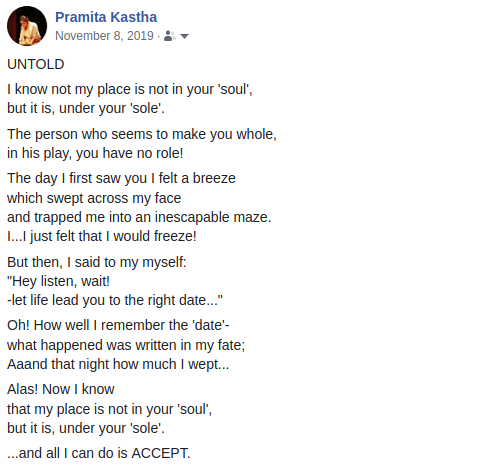 Pramita Kastha
November 8, 2019 ·
UNTOLD
I know not my place is not in your 'soul',
but it is, under your 'sole'.
The person who seems to make you whole,
in his play, you have no role!
The day I first saw you I felt a breeze
which swept across my face
and trapped me into an inescapable maze.
I...I just felt that I would freeze!
But then, I said to my myself:
"Hey listen, wait!
-let life lead you to the right date..."
Oh! How well I remember the 'date'-
what happened was written in my fate;
Aaand that night how much I wept...
Alas! Now I know
that my place is not in your 'soul',
but it is, under your 'sole'.
...and all I can do is ACCEPT.